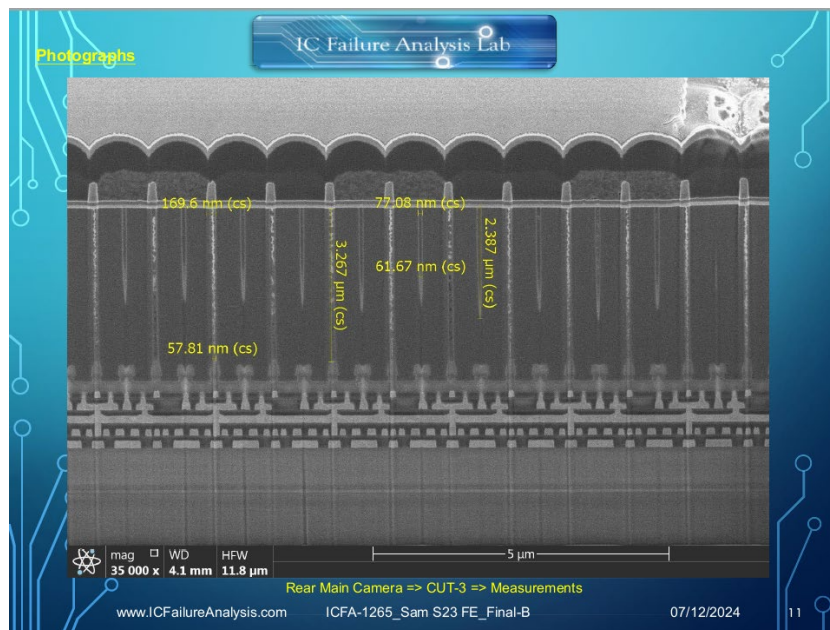 IC Failure Analysis Lab
Photographs
169.6 nm (cs)
77.08 nm (cs)
3.267 µm (cs)
2.387 µm (cs)
61.67 nm (cs)
57.81 nm (cs)
mag WD HFW
35 000 x 4.1 mm 11.8 µm
5 µm
Rear Main Camera => CUT-3 => Measurements
www.ICFailureAnalysis.com ICFA-1265_Sam S23 FE_Final-B 07/12/2024 11